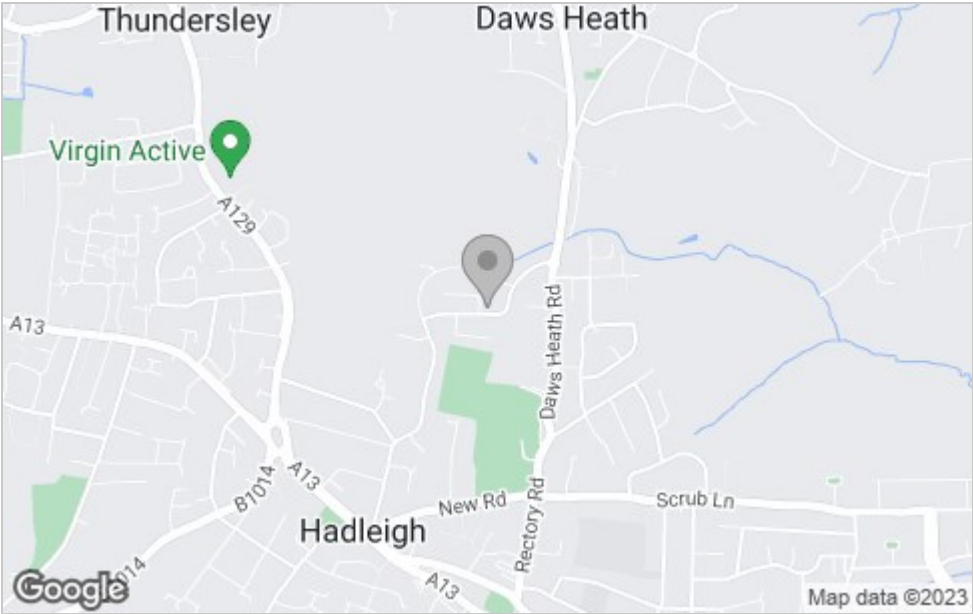 Thundersley
Daws Heath
Virgin Active
A129
A13
Daws Heath Rd
B1014
A13
New Rd
Scrub Ln
Hadleigh
Rectory Rd
014
A13
Google
Map data ©2023